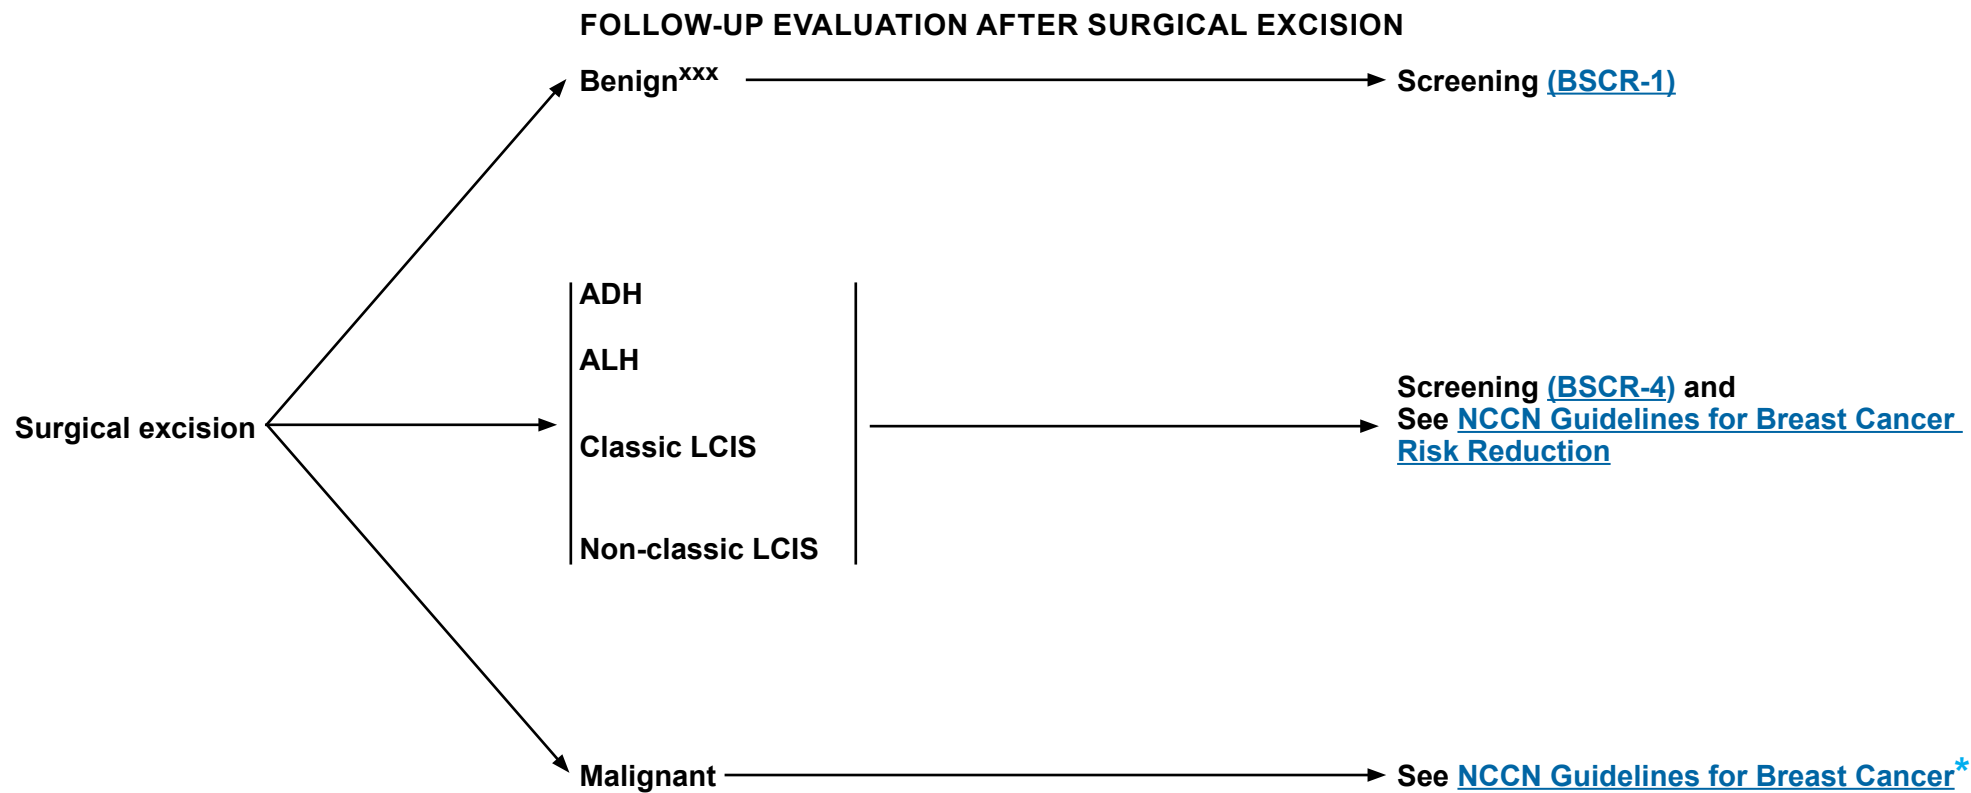 FOLLOW-UP EVALUATION AFTER SURGICAL EXCISION
Benignxxx
Screening (BSCR-1)
Surgical excision
ADH
ALH
Classic LCIS
Non-classic LCIS
Screening (BSCR-4) and
See NCCN Guidelines for Breast Cancer
Risk Reduction
Malignant
See NCCN Guidelines for Breast Cancer*